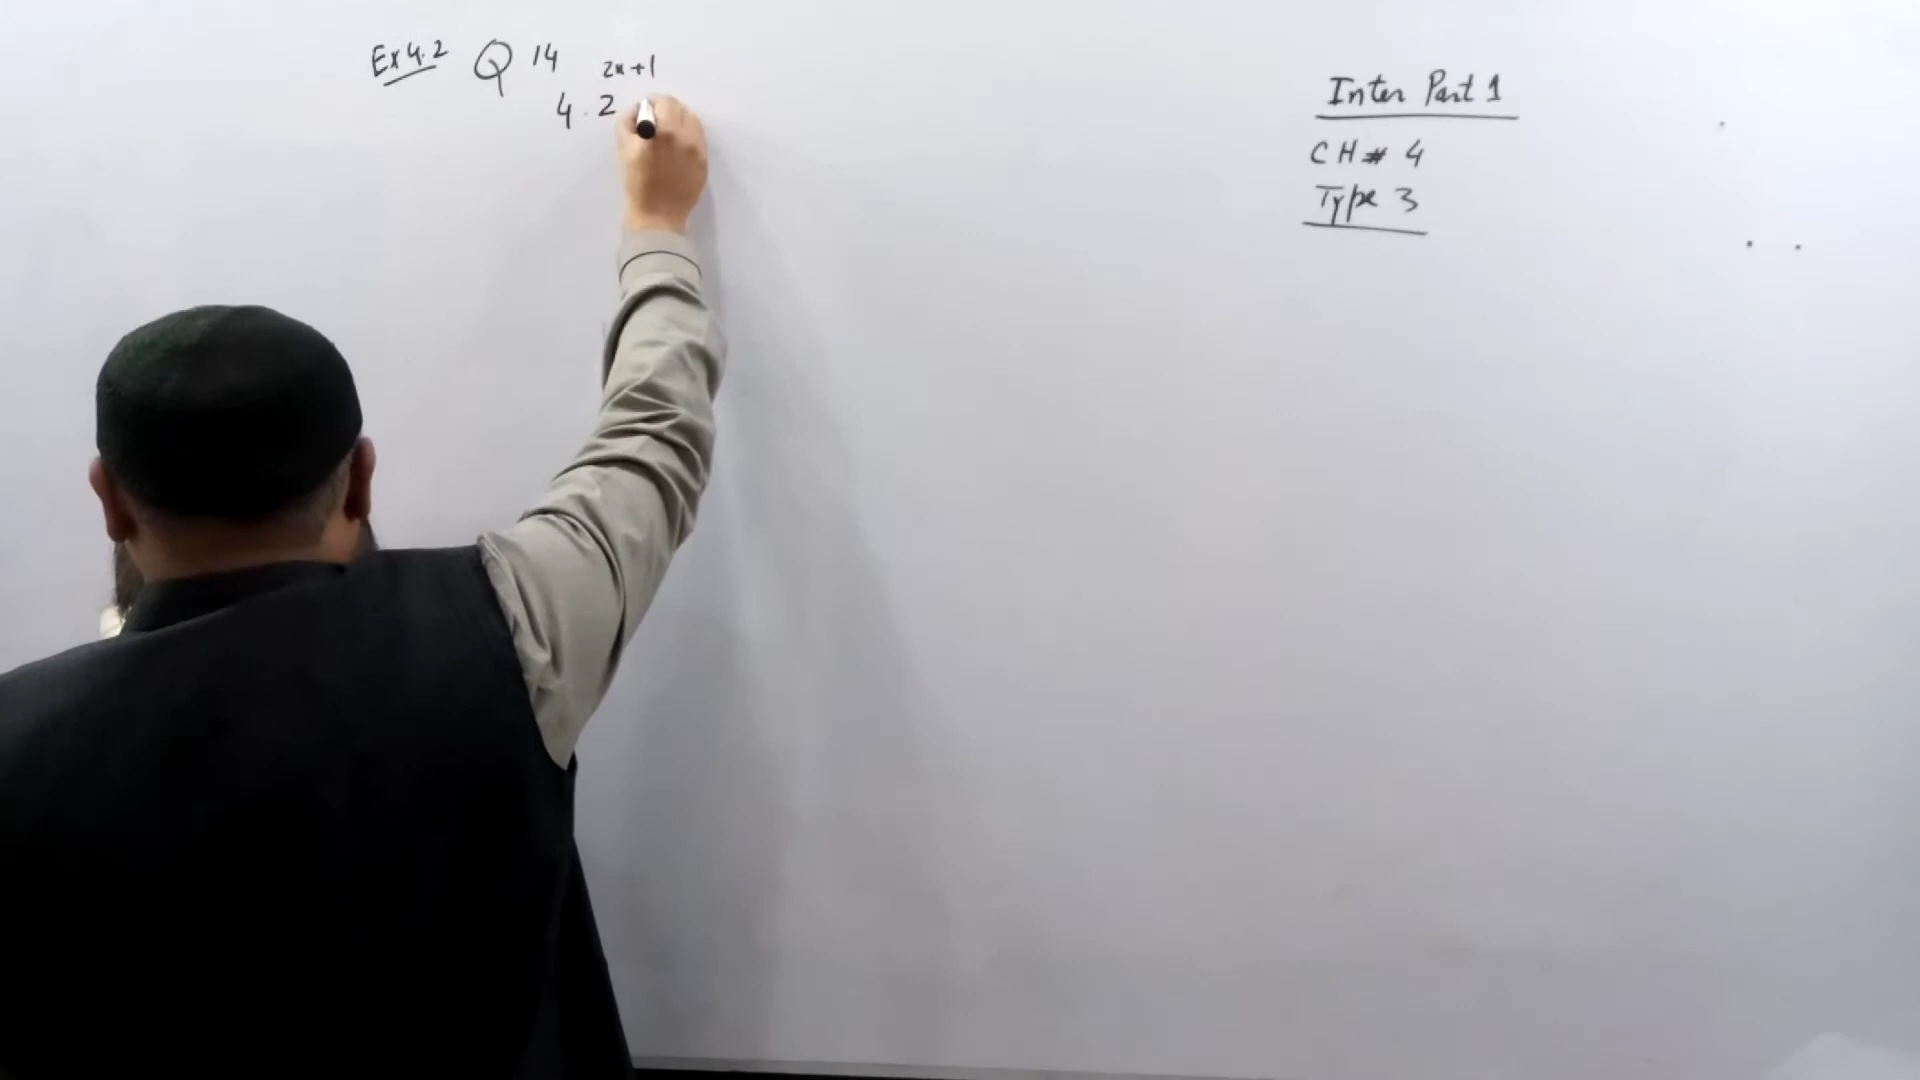 Ex 4.2 Q 14
4 . 2^{2x+1}
Inter Part 1
CH# 4
Type 3